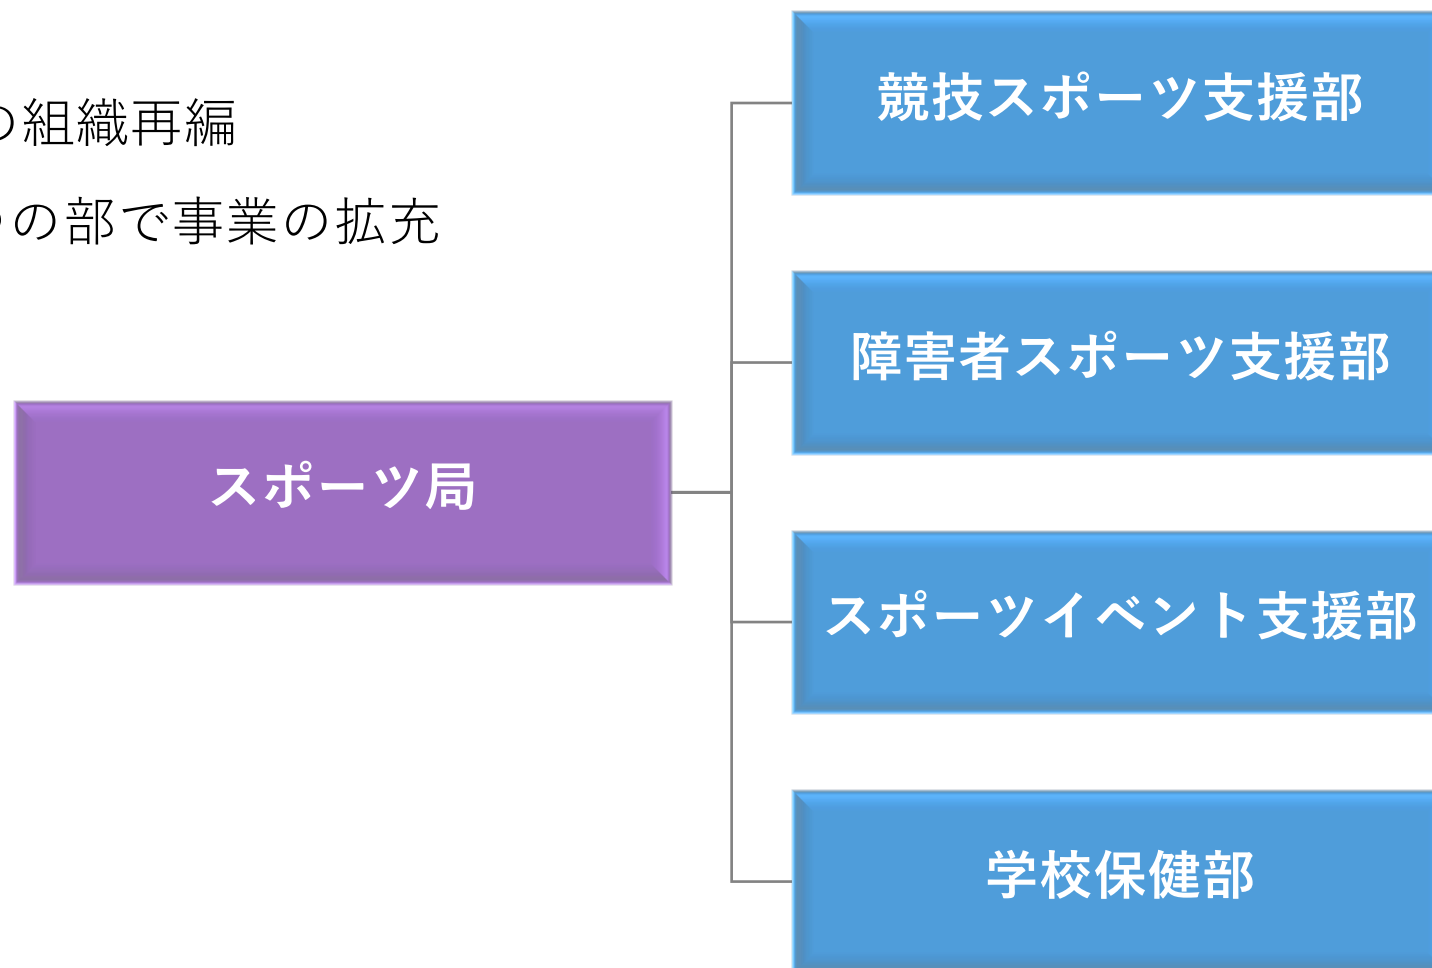 の組織再編
の部で事業の拡充
競技スポーツ支援部
障害者スポーツ支援部
スポーツ局
スポーツイベント支援部
学校保健部